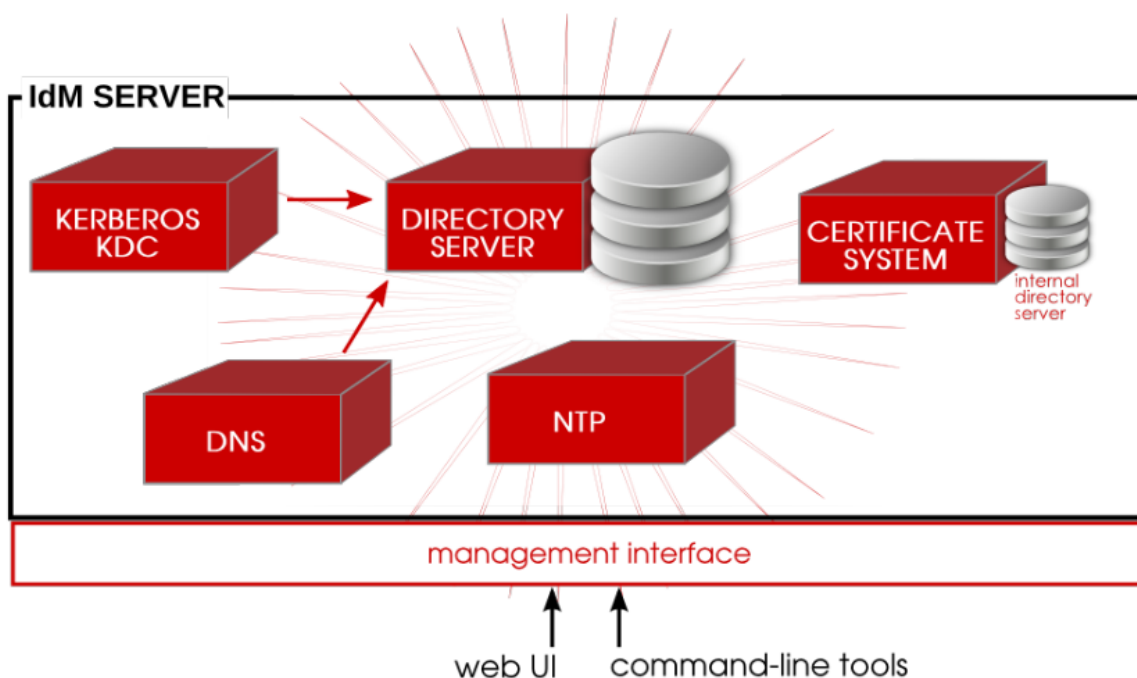 IdM SERVER
KERBEROS
KDC
DIRECTORY
SERVER
CERTIFICATE
SYSTEM
internal
directory
server
DNS
NTP
management interface
web UI
command-line tools